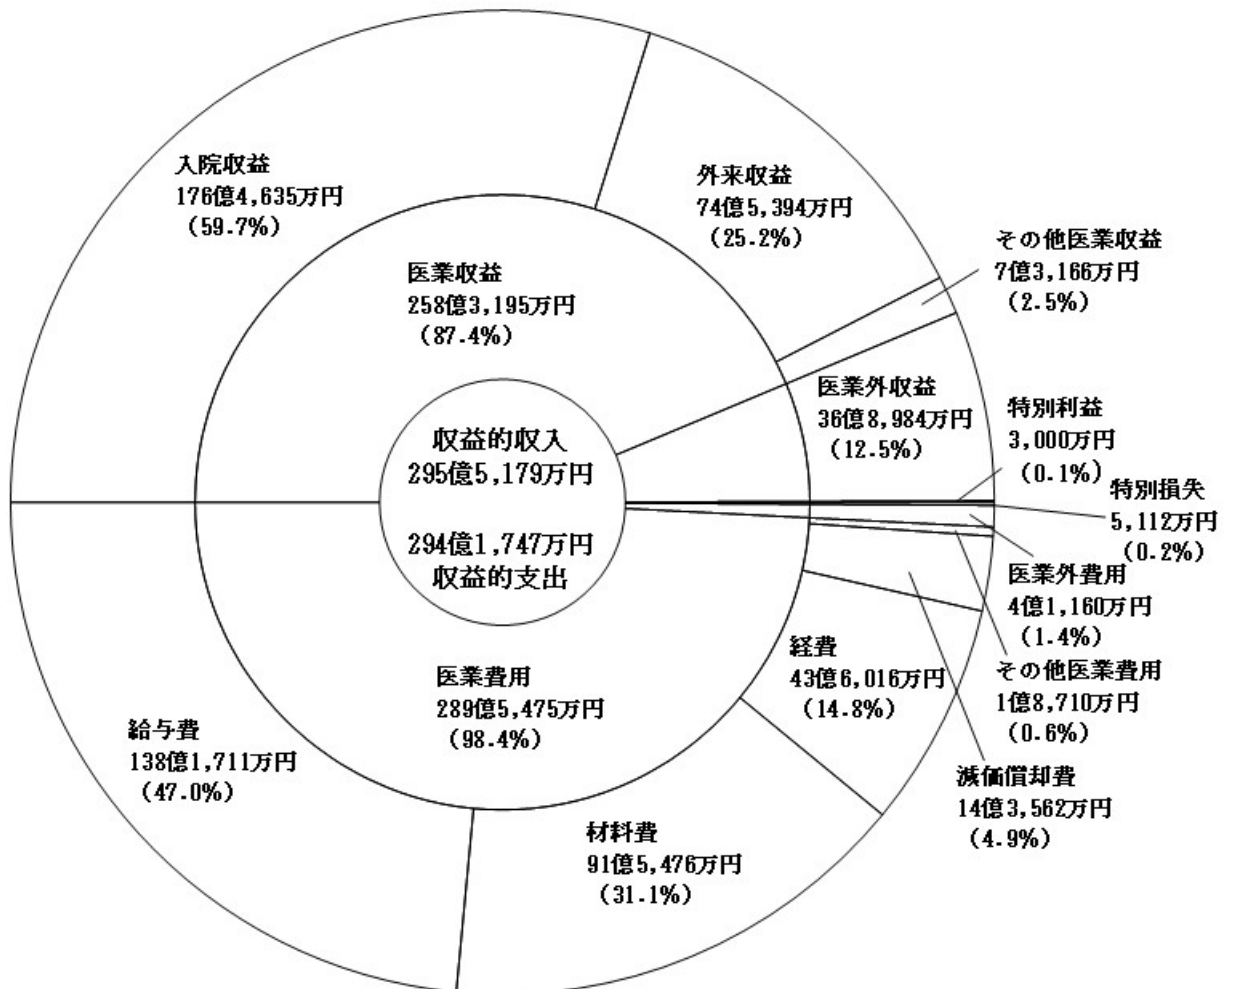 入院収益
176億4,635万円
(59.7%)
外来収益
74億5,394万円
(25.2%)
その他医業収益
7億3,166万円
(2.5%)
医業収益
258億3,195万円
(87.4%)
医業外収益
36億8,984万円
(12.5%)
特別利益
3,000万円
(0.1%)
収益的収入
295億5,179万円
294億1,747万円
収益的支出
特別損失
5,112万円
(0.2%)
医業外費用
4億1,160万円
(1.4%)
その他医業費用
1億8,710万円
(0.6%)
減価償却費
14億3,562万円
(4.9%)
経費
43億6,016万円
(14.8%)
医業費用
289億5,475万円
(98.4%)
給与費
138億1,711万円
(47.0%)
材料費
91億5,476万円
(31.1%)